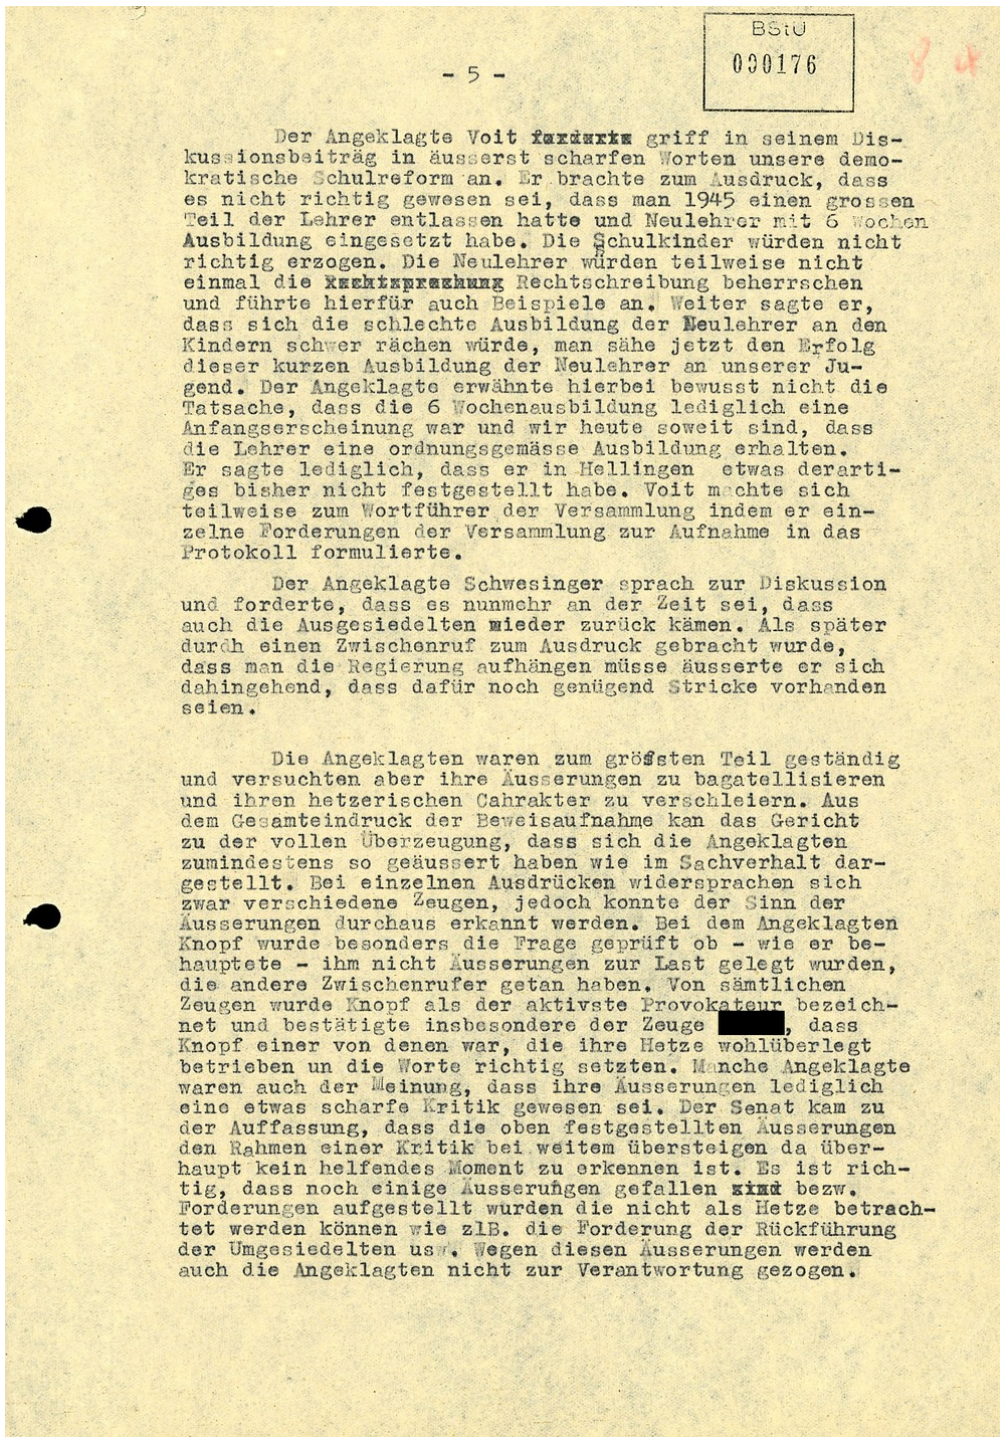 BStU
000176
- 5 -
84
Der Angeklagte Voit forderte griff in seinem Dis-
kussionsbeiträg in äusserst scharfen Worten unsere demo-
kratische Schulreform an. Er brachte zum Ausdruck, dass
es nicht richtig gewesen sei, dass man 1945 einen grossen
Teil der Lehrer entlassen hatte und Neulehrer mit 6 Wochen
Ausbildung eingesetzt habe. Die Schulkinder würden nicht
richtig erzogen. Die Neulehrer würden teilweise nicht
einmal die Rechtsprechung Rechtschreibung beherrschen
und führte hierfür auch Beispiele an. Weiter sagte er,
dass sich die schlechte Ausbildung der Neulehrer an den
Kindern schwer rächen würde, man sähe jetzt den Erfolg
dieser kurzen Ausbildung der Neulehrer an unserer Ju-
gend. Der Angeklagte erwähnte hierbei bewusst nicht die
Tatsache, dass die 6 Wochenausbildung lediglich eine
Anfangserscheinung war und wir heute soweit sind, dass
die Lehrer eine ordnungsgemässe Ausbildung erhalten.
Er sagte lediglich, dass er in Hellingen etwas derarti-
ges bisher nicht festgestellt habe. Voit machte sich
teilweise zum Wortführer der Versammlung indem er ein-
zelne Forderungen der Versammlung zur Aufnahme in das
Protokoll formulierte.
Der Angeklagte Schwesinger sprach zur Diskussion
und forderte, dass es nunmehr an der Zeit sei, dass
auch die Ausgesiedelten wieder zurück kämen. Als später
durch einen Zwischenruf zum Ausdruck gebracht wurde,
dass man die Regierung aufhängen müsse äusserte er sich
dahingehend, dass dafür noch genügend Stricke vorhanden
seien.
Die Angeklagten waren zum grössten Teil geständig
und versuchten aber ihre Äusserungen zu bagatellisieren
und ihren hetzerischen Cahrakter zu verschleiern. Aus
dem Gesamteindruck der Beweisaufnahme kan das Gericht
zu der vollen Überzeugung, dass sich die Angeklagten
zumindestens so geäussert haben wie im Sachverhalt dar-
gestellt. Bei einzelnen Ausdrücken widersprachen sich
zwar verschiedene Zeugen, jedoch konnte der Sinn der
Äusserungen durchaus erkannt werden. Bei dem Angeklagten
Knopf wurde besonders die Frage geprüft ob - wie er be-
hauptete - ihm nicht Äusserungen zur Last gelegt wurden,
die andere Zwischenrufer getan haben. Von sämtlichen
Zeugen wurde Knopf als der aktivste Provokateur bezeich-
net und bestätigte insbesondere der Zeuge , dass
Knopf einer von denen war, die ihre Hetze wohlüberlegt
betrieben un die Worte richtig setzten. Manche Angeklagte
waren auch der Meinung, dass ihre Äusserungen lediglich
eine etwas scharfe Kritik gewesen sei. Der Senat kam zu
der Auffassung, dass die oben festgestellten Äusserungen
den Rahmen einer Kritik bei weitem übersteigen da über-
haupt kein helfendes Moment zu erkennen ist. Es ist rich-
tig, dass noch einige Äusserungen gefallen sind bezw.
Forderungen aufgestellt wurden die nicht als Hetze betrach-
tet werden können wie zlB. die Forderung der Rückführung
der Umgesiedelten usw. Wegen diesen Äusserungen werden
auch die Angeklagten nicht zur Verantwortung gezogen.